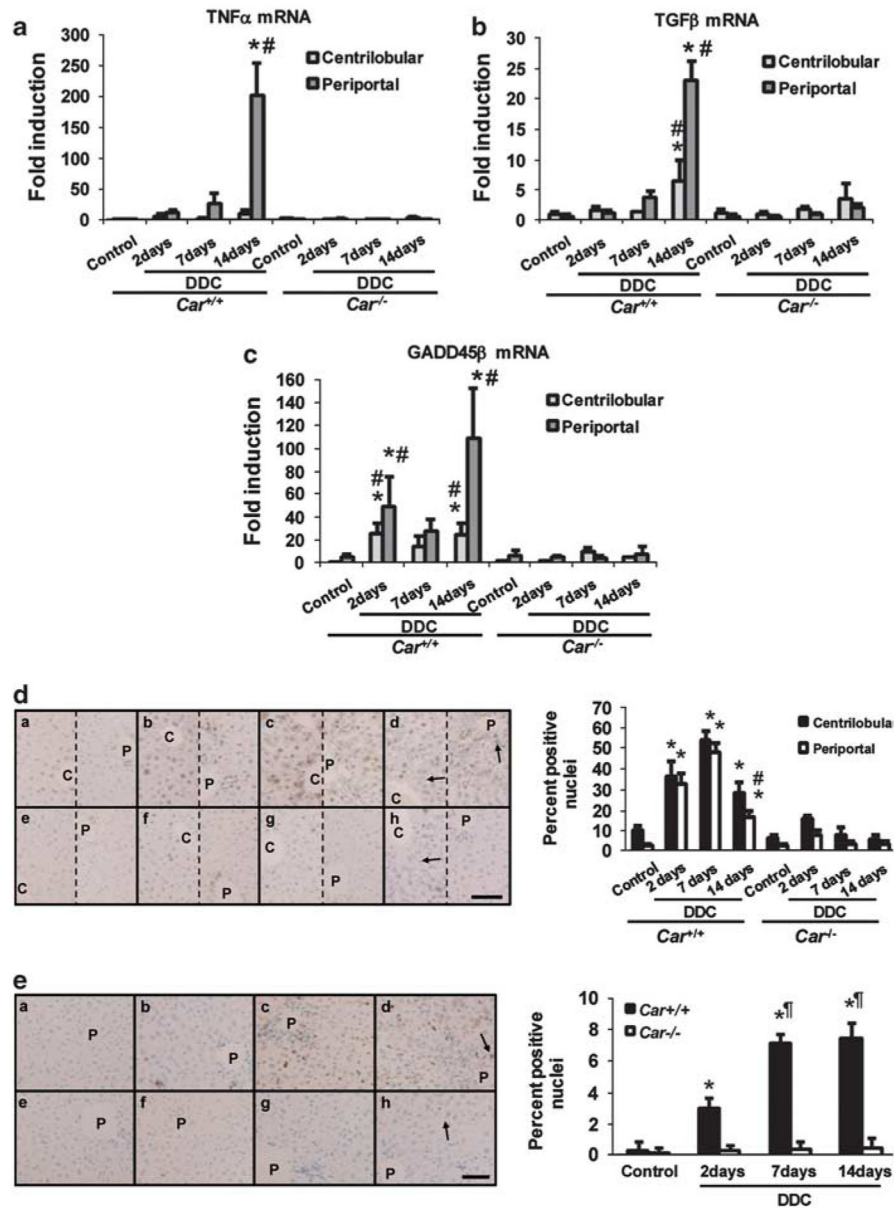 a
TNFα mRNA
Fold induction
300
250
200
150
100
50
0
*#
Centrilobular
Periportal
Control 2days 7days 14days Control 2days 7days 14days
DDC DDC
Car+/+ Car-/-
b
TGFβ mRNA
Fold induction
30
25
20
15
10
5
0
#
*
* #
Centrilobular
Periportal
Control 2days 7days 14days Control 2days 7days 14days
DDC DDC
Car+/+ Car-/-
c
GADD45β mRNA
Fold induction
160
140
120
100
80
60
40
20
0
#
*
*#
#
*
*#
Centrilobular
Periportal
Control 2days 7days 14days Control 2days 7days 14days
DDC DDC
Car+/+ Car-/-
d
a C P
b C P
c C P
d C P
e C P
f C P
g C P
h C P
Percent positive
nuclei
70
60
50
40
30
20
10
0
* *
* *
*
#
*
Centrilobula
Periportal
Control 2 days 7 days 14 days Control 2 days 7 days 14 days
DDC DDC
Car+/+ Car-/-
e
a P
b P
c P
d P
e P
f P
g P
h P
Percent positive
nuclei
10
8
6
4
2
0
Car+/+
Car-/-
*
*¶
*¶
Control 2days 7days 14days
DDC